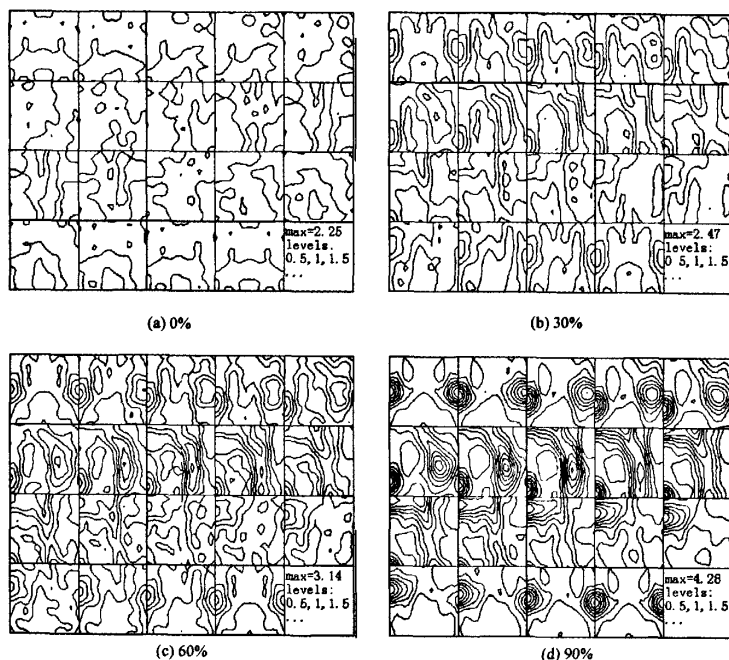 max=2.25
levels:
0.5,1,1.5
...
(a) 0%
max=2.47
levels:
0.5,1,1.5
...
(b) 30%
max=3.14
levels:
0.5,1,1.5
...
(c) 60%
max=4.28
levels:
0.5,1,1.5
...
(d) 90%